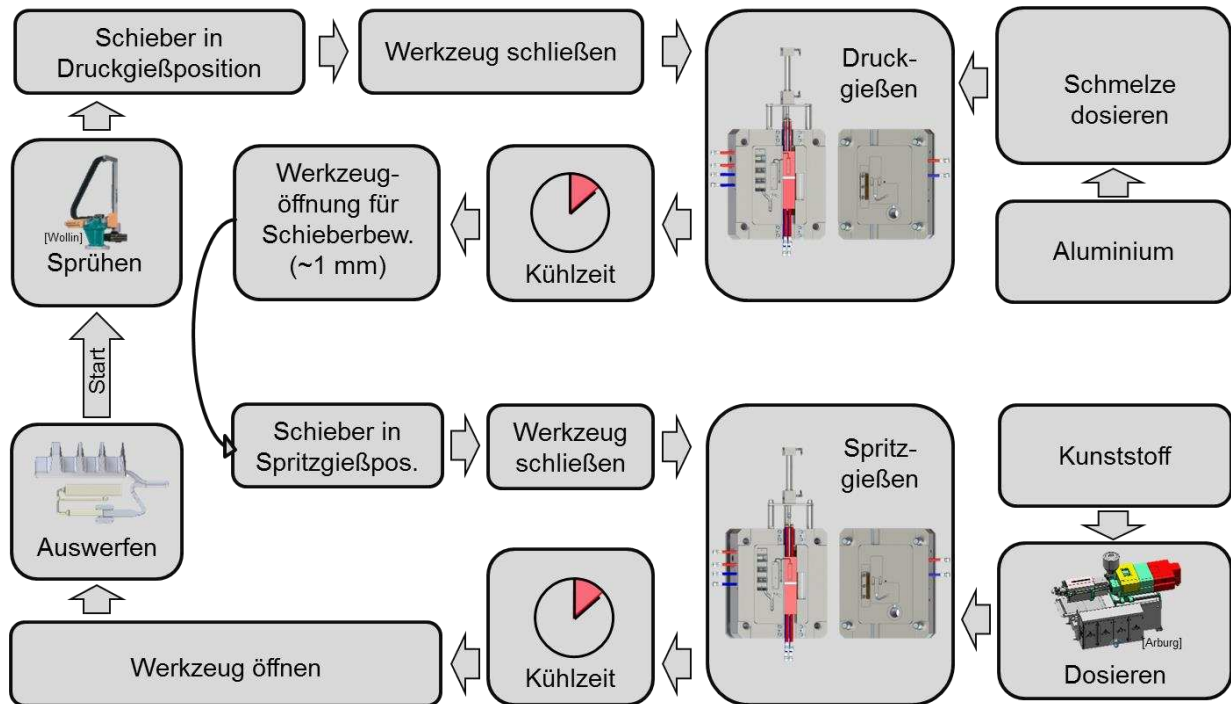 Schieber in
Druckgießposition
Werkzeug schließen
Druck-
gießen
Schmelze
dosieren
Aluminium
[Wollin]
Sprühen
Werkzeug-
öffnung für
Schieberbew.
(~1 mm)
Kühlzeit
Start
Auswerfen
Schieber in
Spritzgießpos.
Werkzeug
schließen
Spritz-
gießen
Kunststoff
[Arburg]
Dosieren
Kühlzeit
Werkzeug öffnen